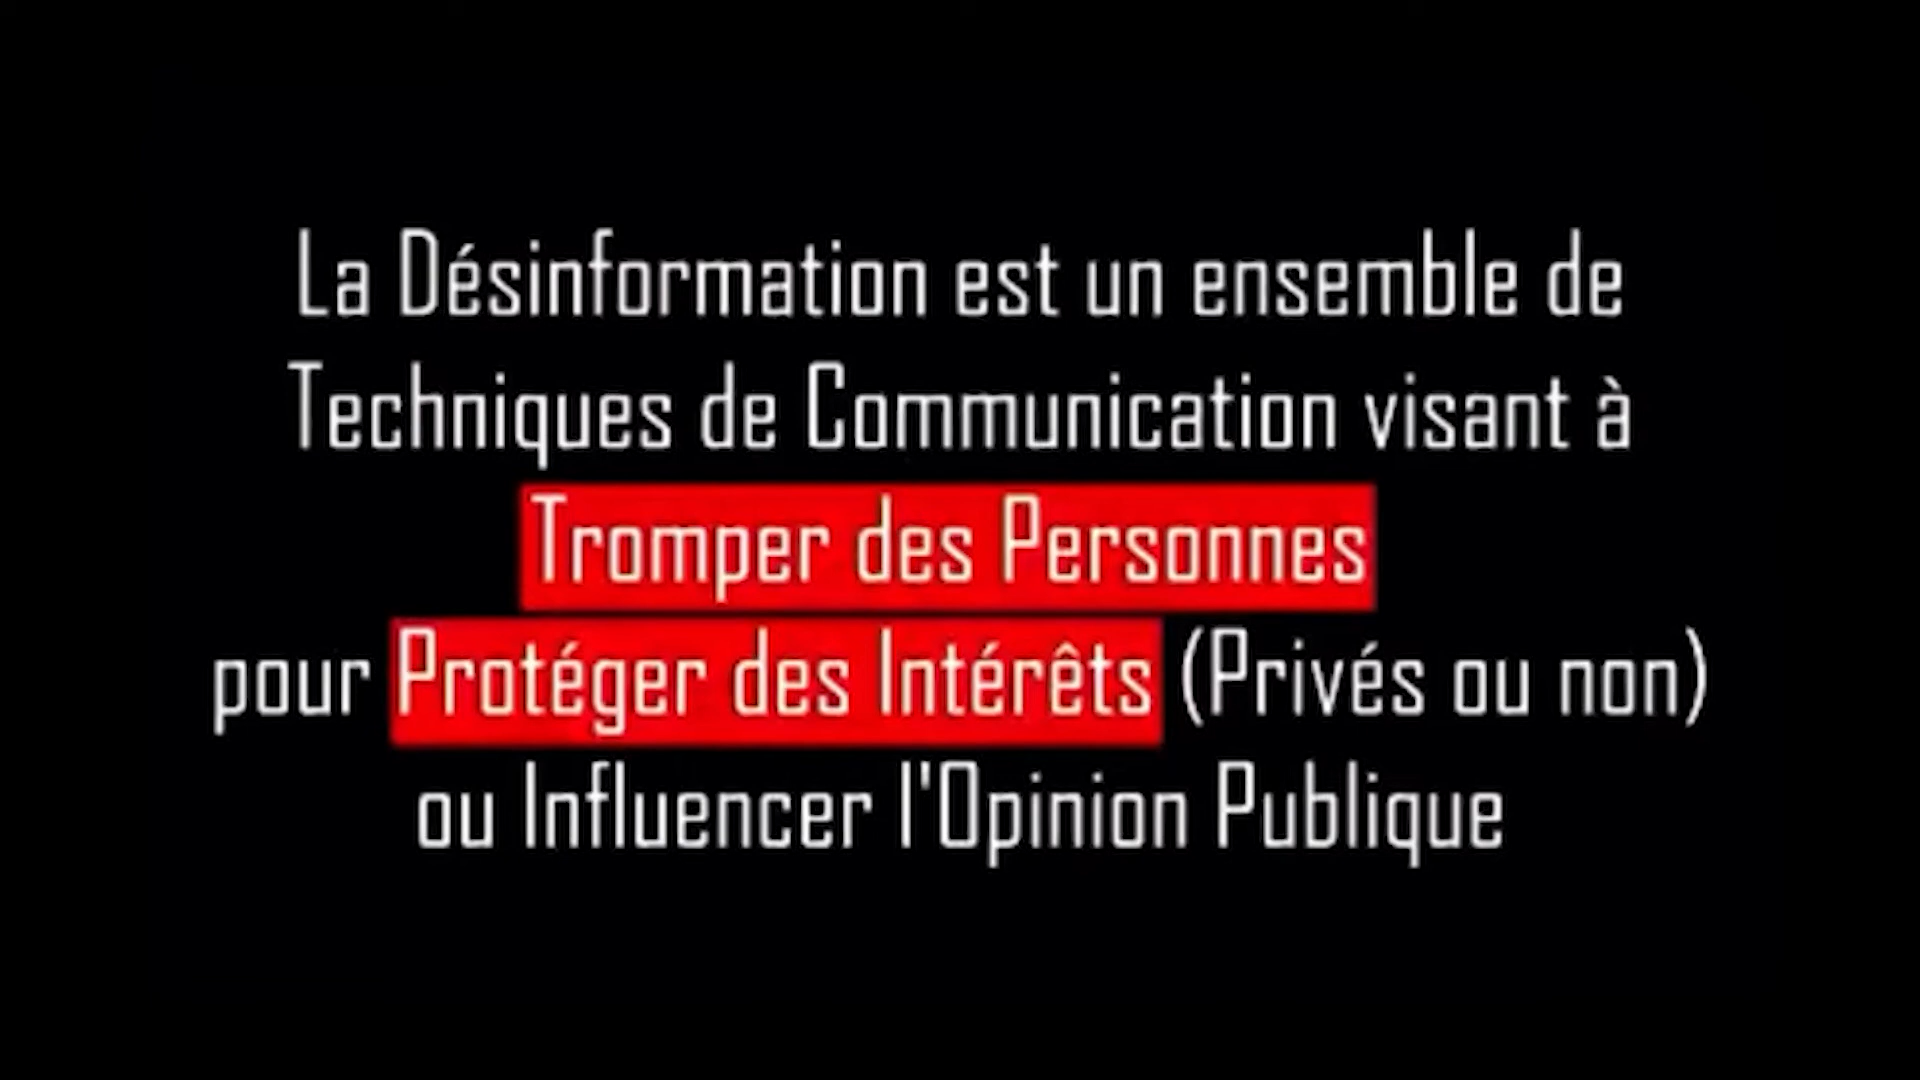 La Désinformation est un ensemble de
Techniques de Communication visant à
Tromper des Personnes
pour Protéger des Intérêts (Privés ou non)
ou Influencer l'Opinion Publique